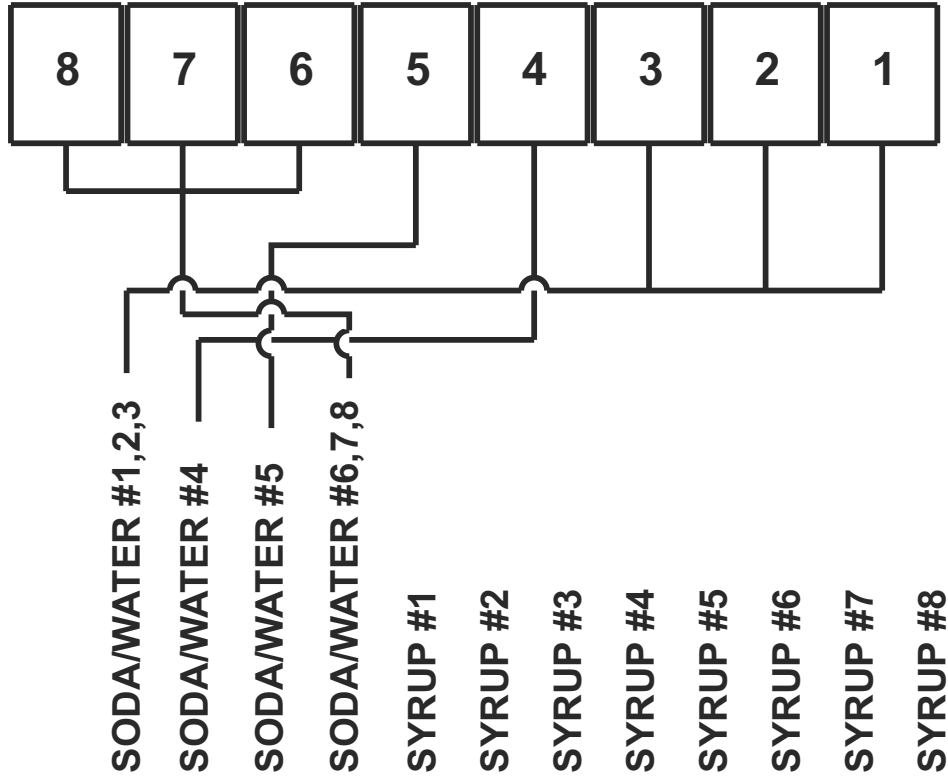 8 7 6 5 4 3 2 1
SODA/WATER #1,2,3
SODA/WATER #4
SODA/WATER #5
SODA/WATER #6,7,8
SYRUP #1
SYRUP #2
SYRUP #3
SYRUP #4
SYRUP #5
SYRUP #6
SYRUP #7
SYRUP #8